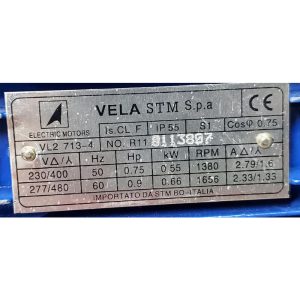 VELA STM S.p.a CE
ELECTRIC MOTORS Is.CL F IP 55 S1 Cosφ 0.75
VL2 713-4 NO. R11 8113897
V Δ/⅄ Hz Hp kW RPM A Δ/⅄
230/400 50 0.75 0.55 1380 2.79/1.6
277/480 60 0.9 0.66 1656 2.33/1.33
IMPORTATO DA STM BO-ITALIA